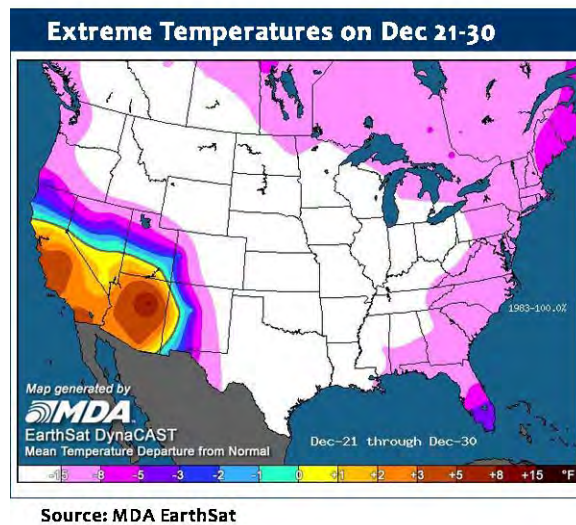 Extreme Temperatures on Dec 21-30
1983-100.0%
Map generated by
MDA
EarthSat DynaCAST
Mean Temperature Departure from Normal
Dec-21 through Dec-30
-15 -8 -5 -3 -2 -1 0 +1 +2 +3 +5 +8 +15 °F
Source: MDA EarthSat